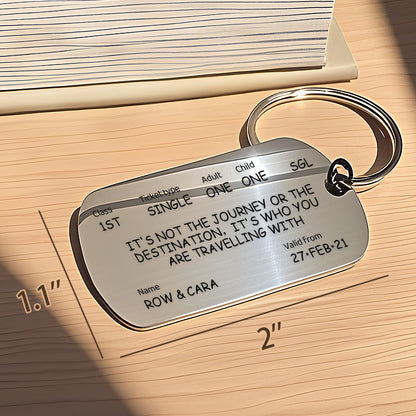 Class Ticket type Adult Child
1ST SINGLE ONE ONE SGL
IT'S NOT THE JOURNEY OR THE
DESTINATION, IT'S WHO YOU
ARE TRAVELLING WITH
Name Valid from
ROW & CARA 27·FEB·21
1.1"
2"